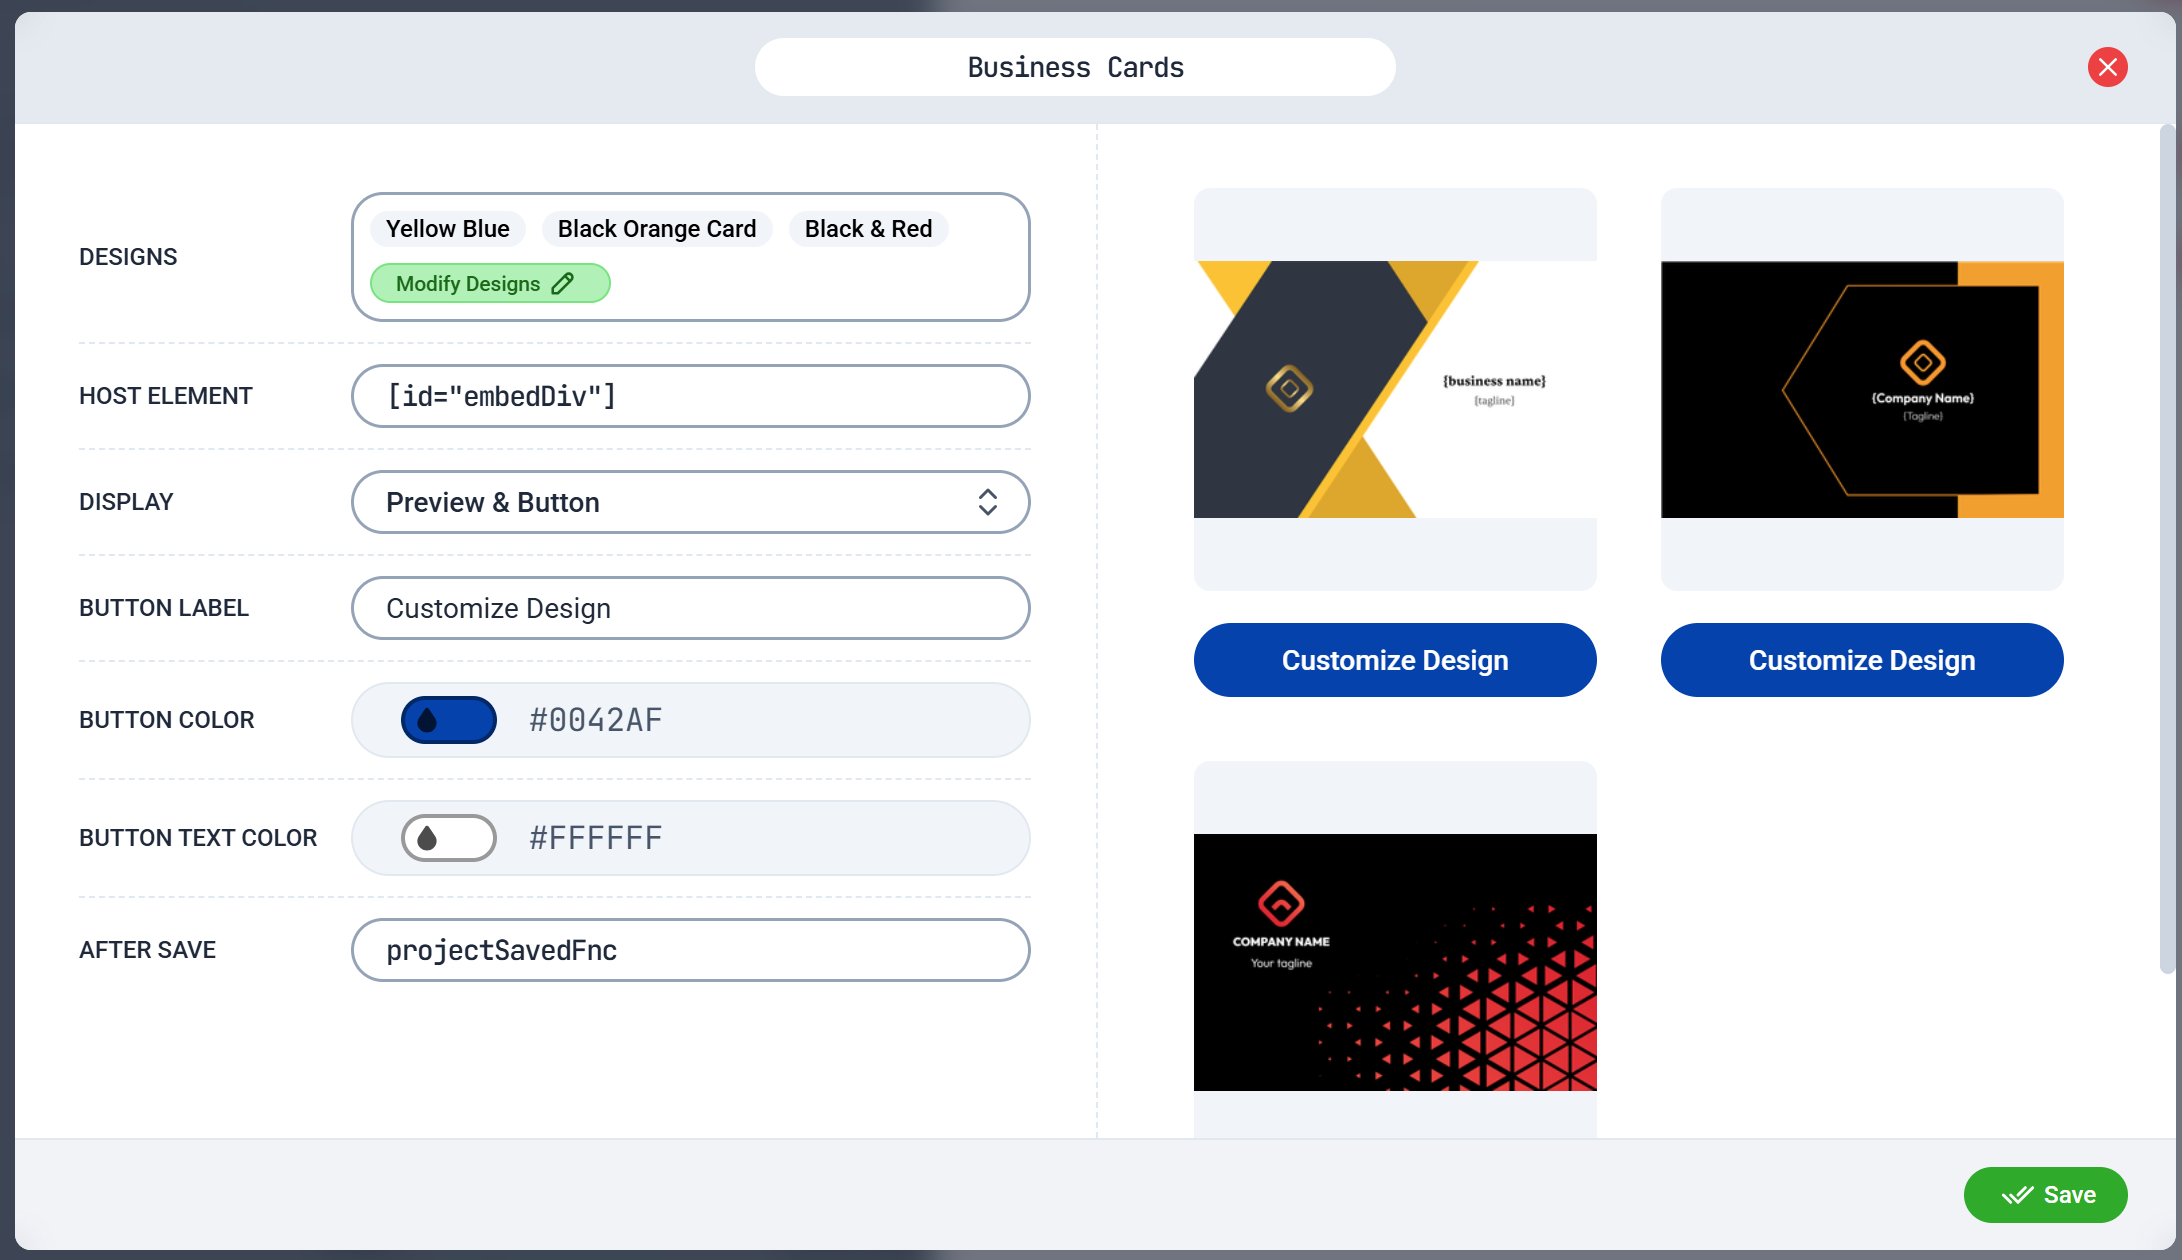 Business Cards
DESIGNS
Yellow Blue
Black Orange Card
Black & Red
Modify Designs
HOST ELEMENT
[id="embedDiv"]
DISPLAY
Preview & Button
BUTTON LABEL
Customize Design
BUTTON COLOR
#0042AF
BUTTON TEXT COLOR
#FFFFFF
AFTER SAVE
projectSavedFnc
{business name}
{tagline}
Customize Design
{Company Name}
{Tagline}
Customize Design
COMPANY NAME
Your tagline
Save